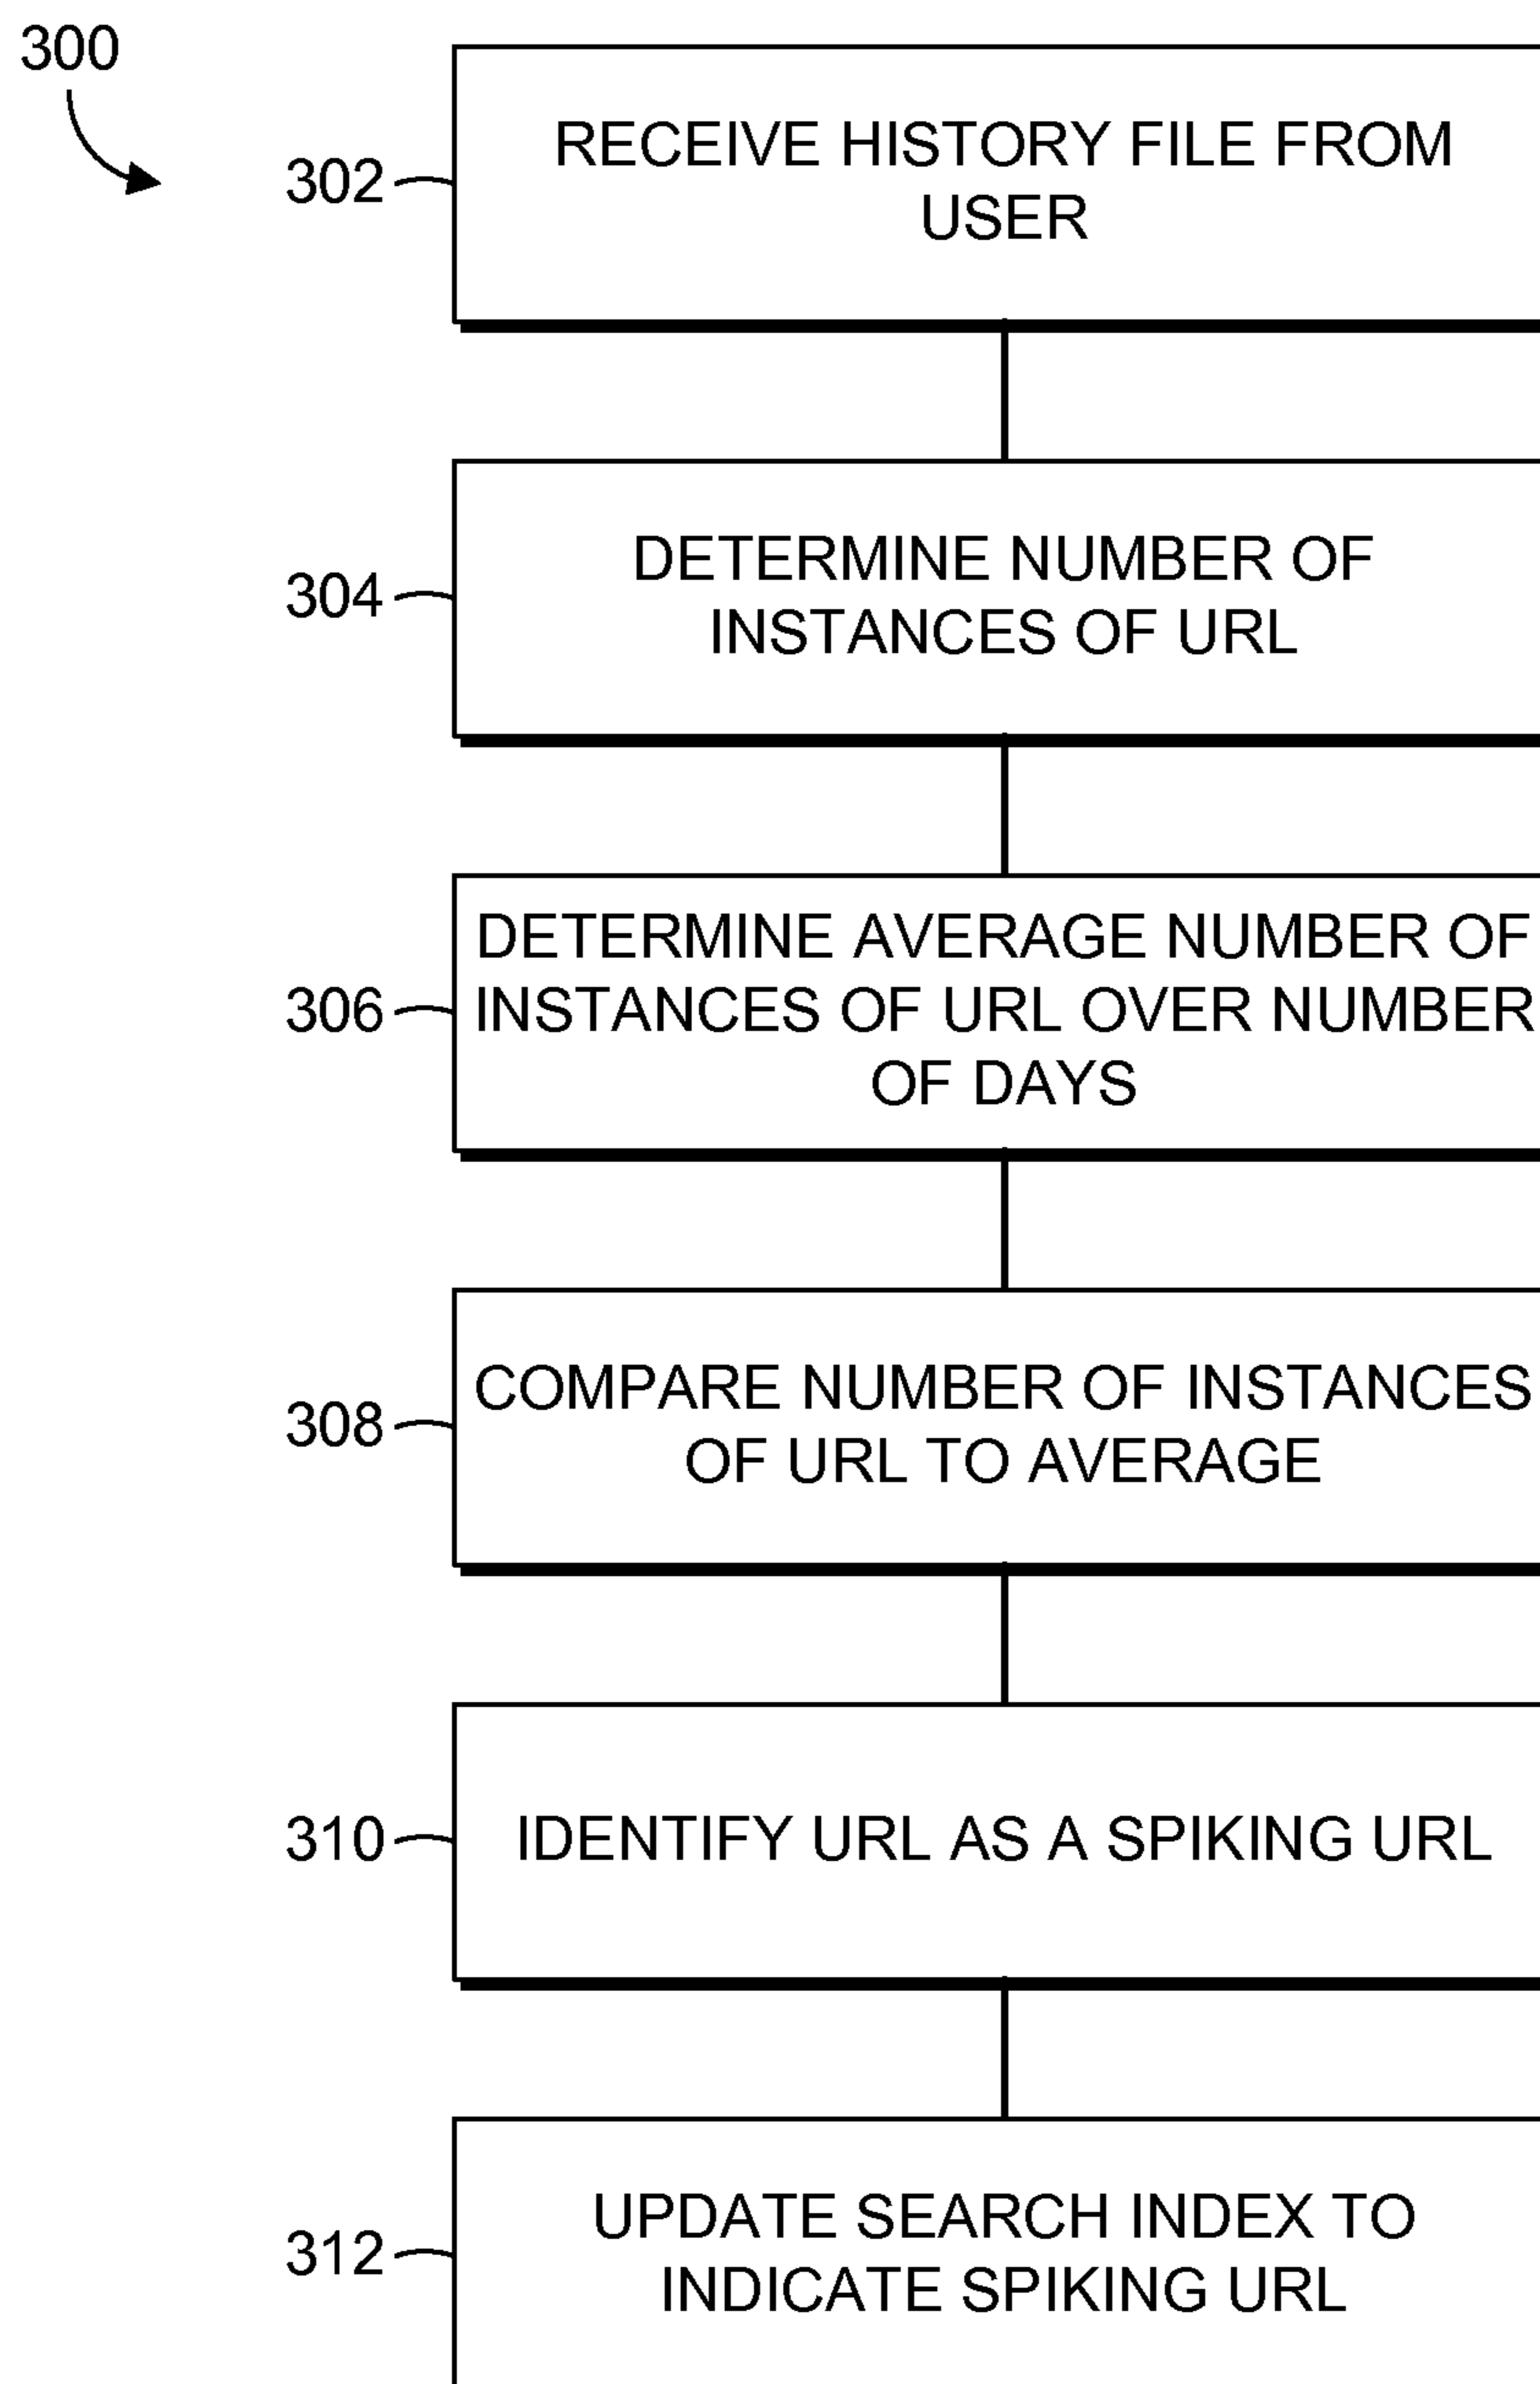 300
302
RECEIVE HISTORY FILE FROM
USER
304
DETERMINE NUMBER OF
INSTANCES OF URL
306
DETERMINE AVERAGE NUMBER OF
INSTANCES OF URL OVER NUMBER
OF DAYS
308
COMPARE NUMBER OF INSTANCES
OF URL TO AVERAGE
310
IDENTIFY URL AS A SPIKING URL
312
UPDATE SEARCH INDEX TO
INDICATE SPIKING URL